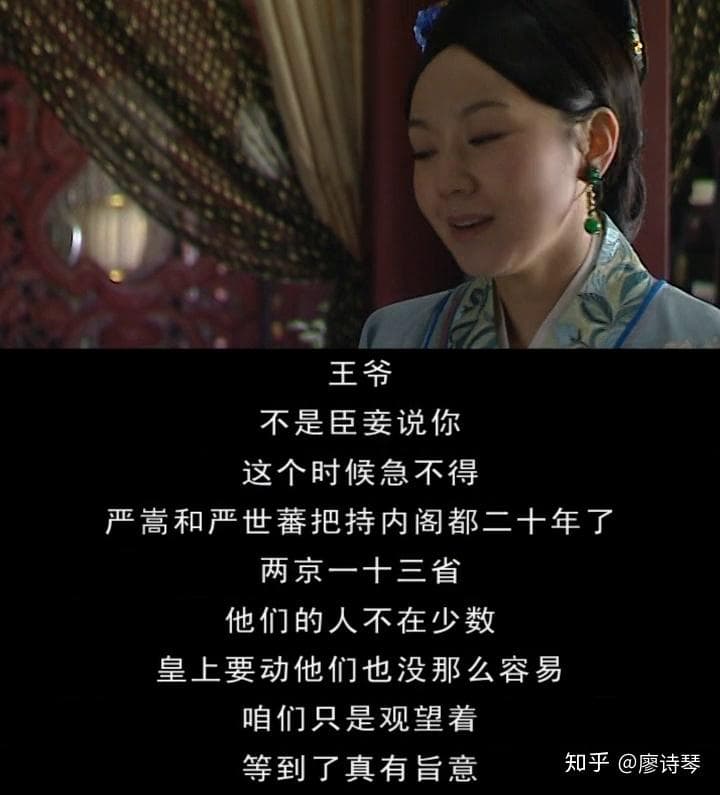 王爷
不是臣妾说你
这个时候急不得
严嵩和严世蕃把持内阁都二十年了
两京一十三省
他们的人不在少数
皇上要动他们也没那么容易
咱们只是观望着
等到了真有旨意
知乎 @廖诗琴